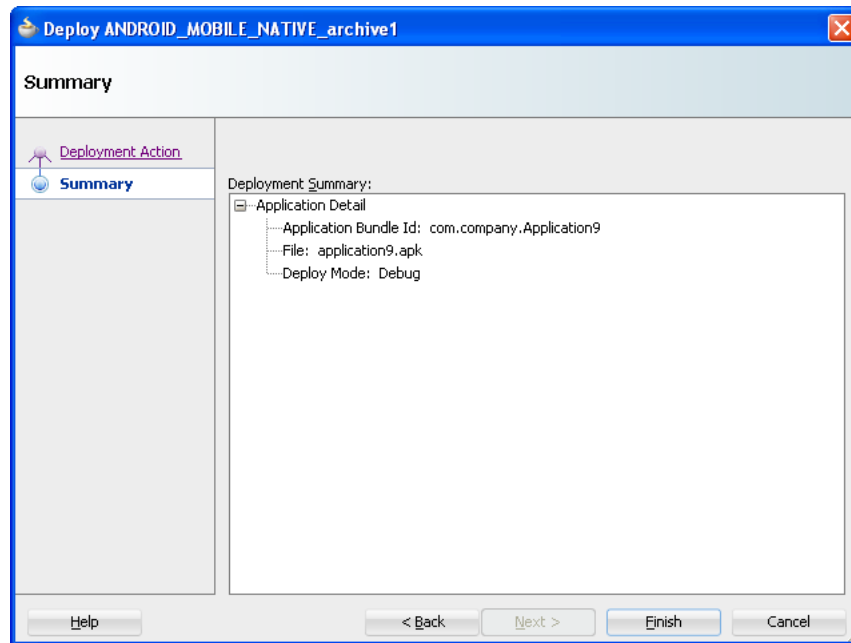 Deploy ANDROID_MOBILE_NATIVE_archive1
Summary
Deployment Action
Summary
Deployment Summary:
Application Detail
Application Bundle Id: com.company.Application9
File: application9.apk
Deploy Mode: Debug
Help
< Back
Next >
Finish
Cancel